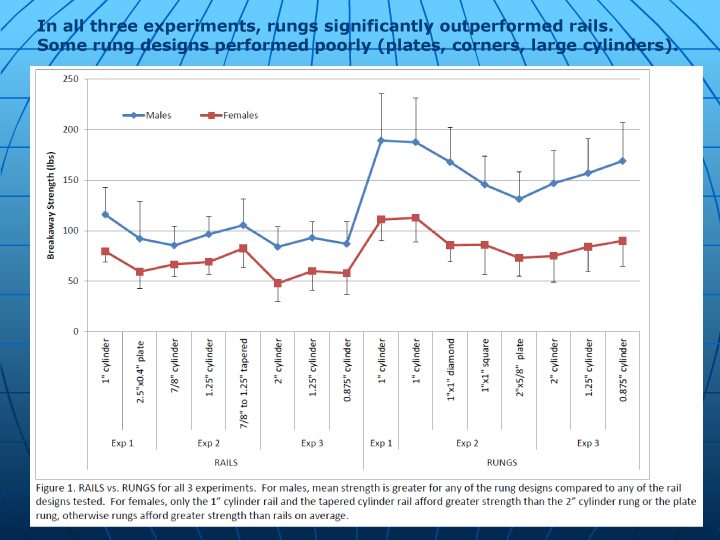 In all three experiments, rungs significantly outperformed rails.
Some rung designs performed poorly (plates, corners, large cylinders).
250
200
150
100
50
0
Breakaway Strength (lbs)
Males
Females
1" cylinder
2.5"x0.4" plate
7/8" cylinder
1.25" cylinder
7/8" to 1.25" tapered
2" cylinder
1.25" cylinder
0.875" cylinder
1" cylinder
1" cylinder
1"x1" diamond
1"x1" square
2"x5/8" plate
2" cylinder
1.25" cylinder
0.875" cylinder
Exp 1
Exp 2
Exp 3
Exp 1
Exp 2
Exp 3
RAILS
RUNGS
Figure 1. RAILS vs. RUNGS for all 3 experiments. For males, mean strength is greater for any of the rung designs compared to any of the rail
designs tested. For females, only the 1” cylinder rail and the tapered cylinder rail afford greater strength than the 2” cylinder rung or the plate
rung, otherwise rungs afford greater strength than rails on average.